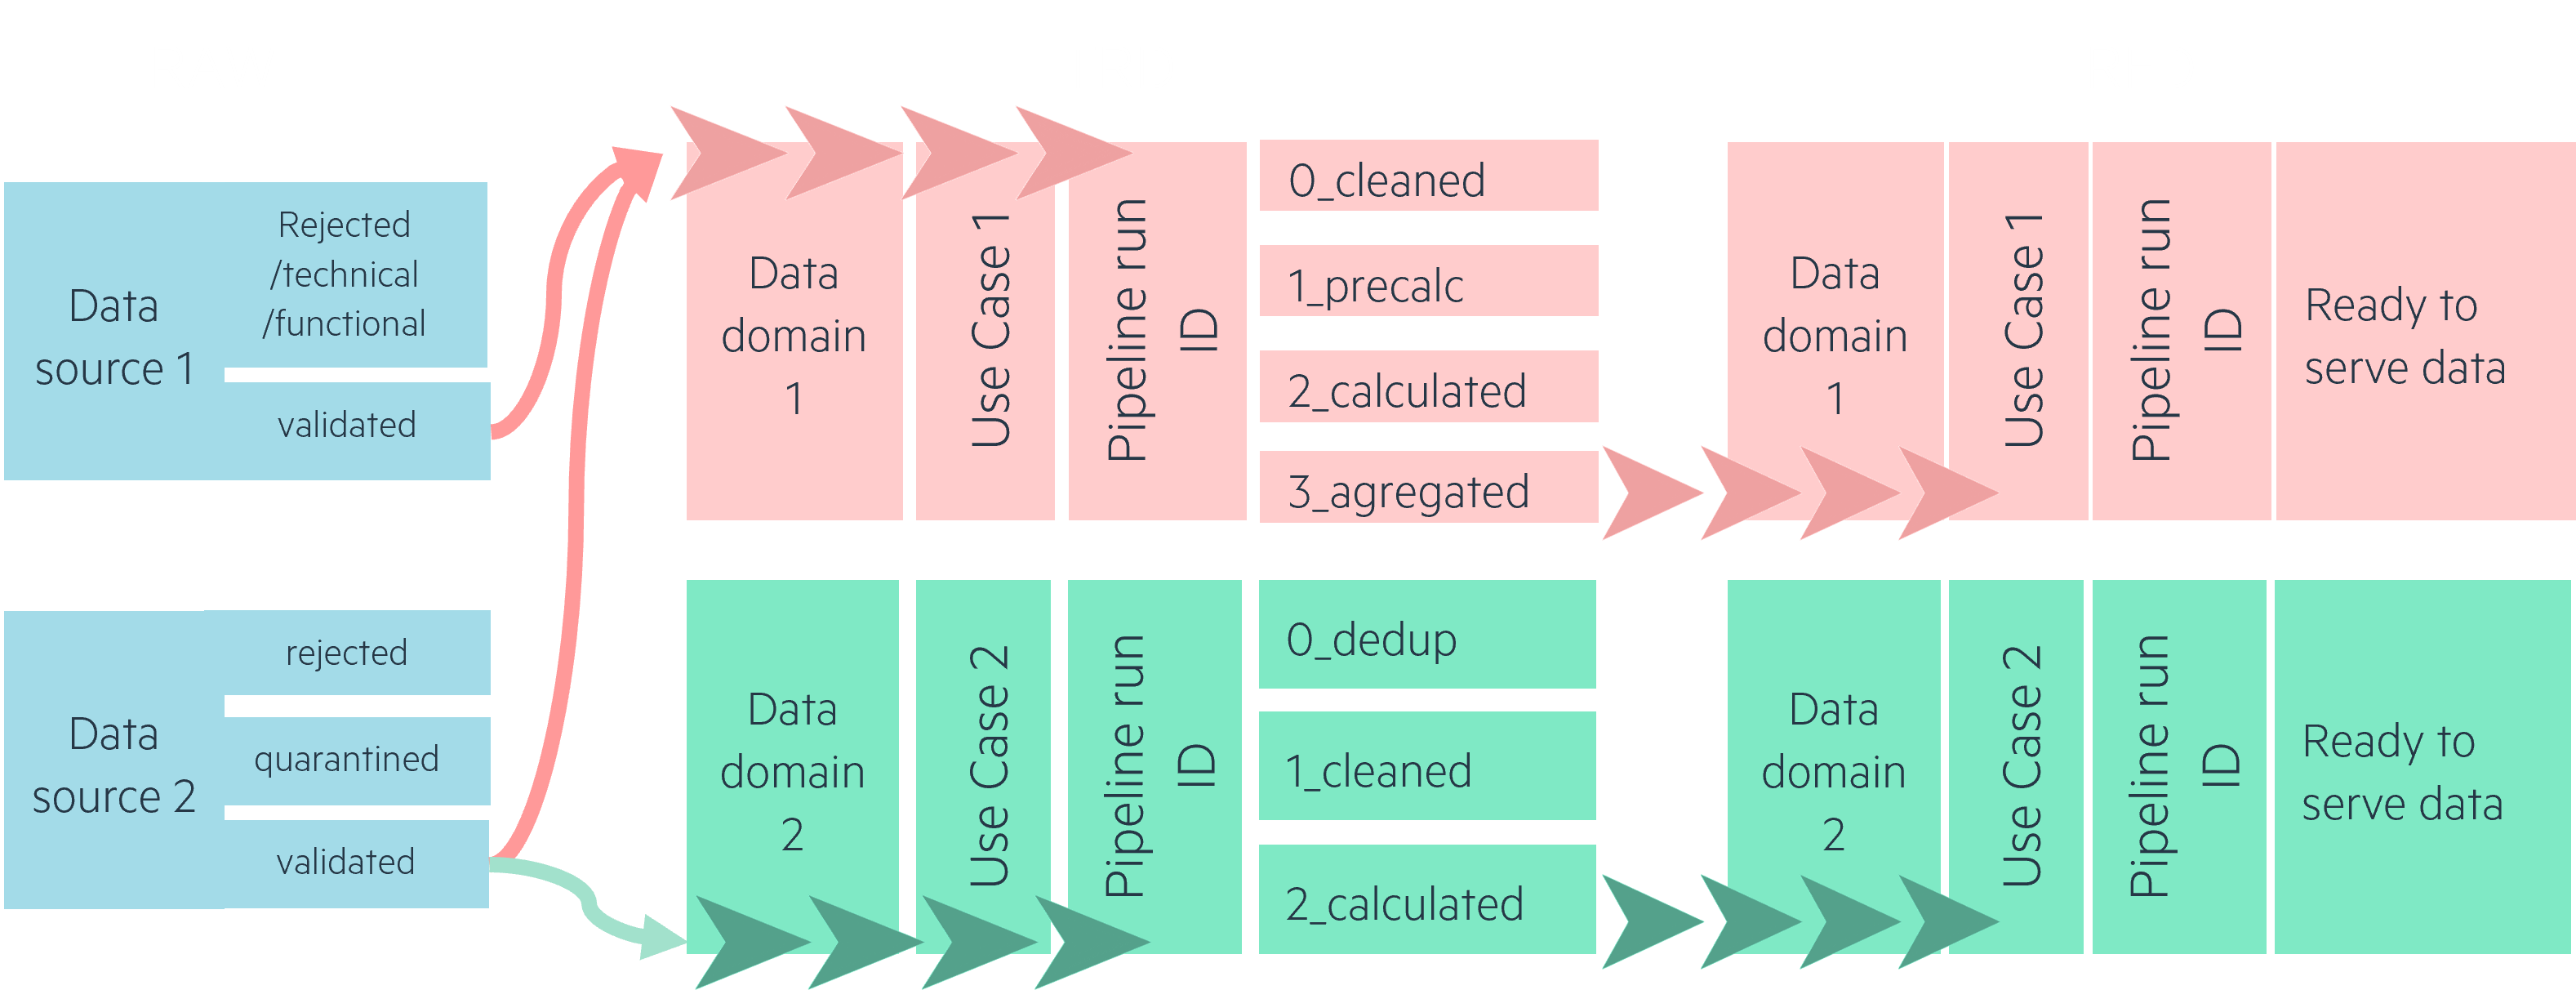 Data
source 1
Rejected
/technical
/functional
validated
Data
source 2
rejected
quarantined
validated
Data
domain
1
Use Case 1
Pipeline run
ID
0_cleaned
1_precalc
2_calculated
3_agregated
Data
domain
1
Use Case 1
Pipeline run
ID
Ready to
serve data
Data
domain
2
Use Case 2
Pipeline run
ID
0_dedup
1_cleaned
2_calculated
Data
domain
2
Use Case 2
Pipeline run
ID
Ready to
serve data